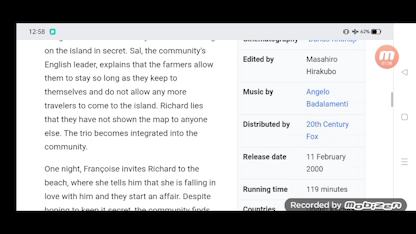 12:58
62%
on the island in secret. Sal, the community's
English leader, explains that the farmers allow
them to stay so long as they keep to
themselves and do not allow any more
travelers to come to the island. Richard lies
that they have not shown the map to anyone
else. The trio becomes integrated into the
community.
One night, Françoise invites Richard to the
beach, where she tells him that she is falling in
love with him and they start an affair. Despite
hoping to keep it secret, the community finds
Edited by Masahiro
Hirakubo
Music by Angelo
Badalamenti
Distributed by 20th Century
Fox
Release date 11 February
2000
Running time 119 minutes
Countries
Recorded by mobizen